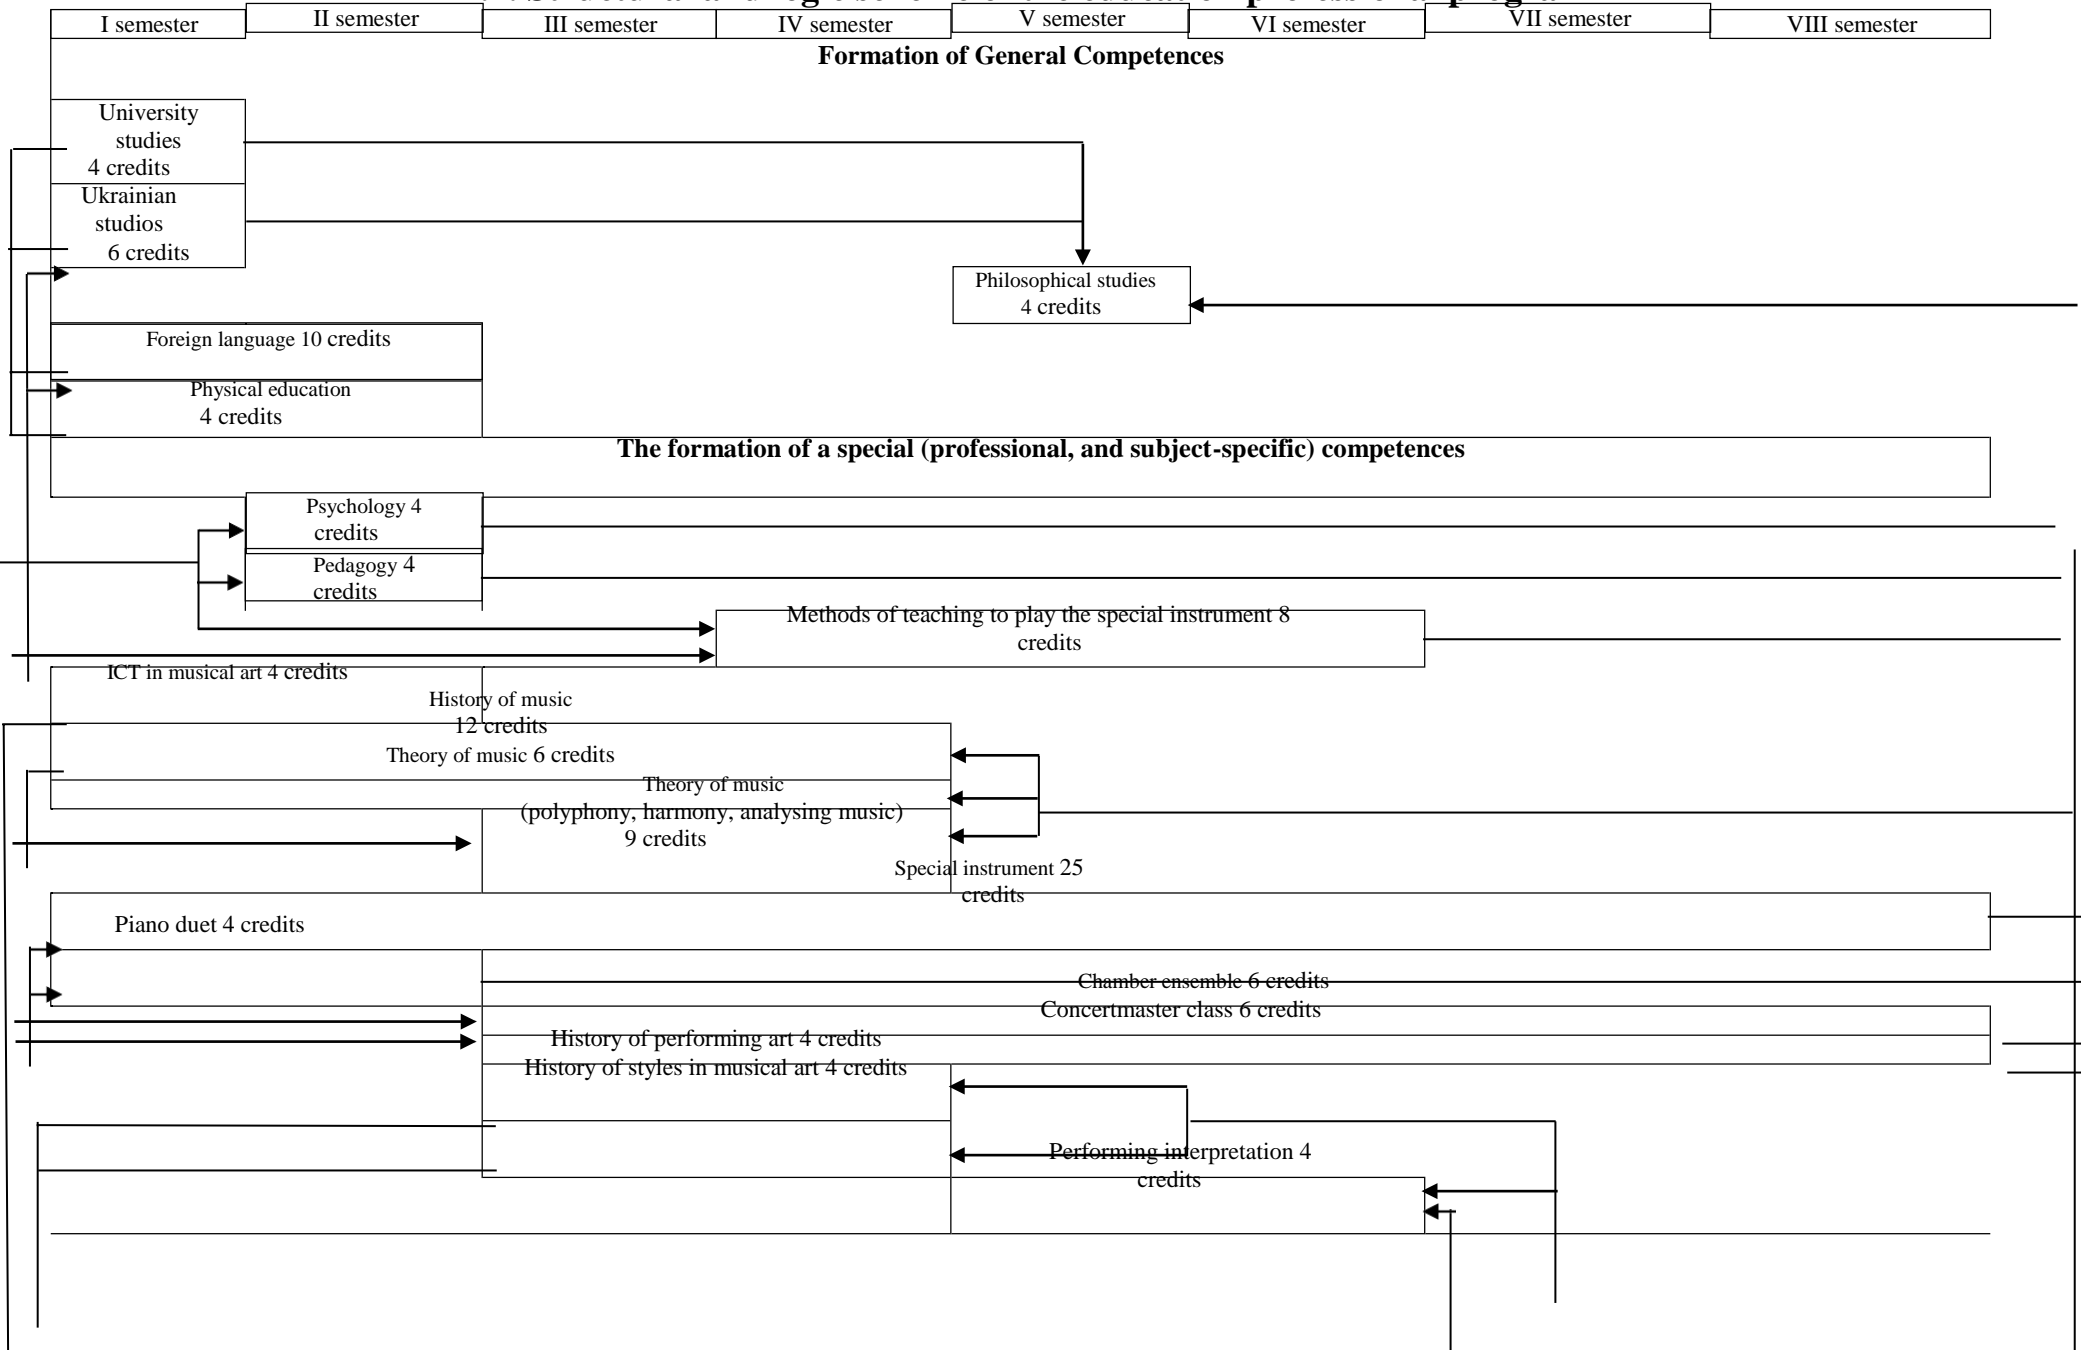 I semester
II semester
III semester
IV semester
V semester
VI semester
VII semester
VIII semester
Formation of General Competences
University
studies
4 credits
Ukrainian
studios
6 credits
Philosophical studies
4 credits
Foreign language 10 credits
Physical education
4 credits
The formation of a special (professional, and subject-specific) competences
Psychology 4
credits
Pedagogy 4
credits
Methods of teaching to play the special instrument 8
credits
ICT in musical art 4 credits
History of music
12 credits
Theory of music 6 credits
Theory of music
(polyphony, harmony, analysing music)
9 credits
Special instrument 25
credits
Piano duet 4 credits
Chamber ensemble 6 credits
Concertmaster class 6 credits
History of performing art 4 credits
History of styles in musical art 4 credits
Performing interpretation 4
credits